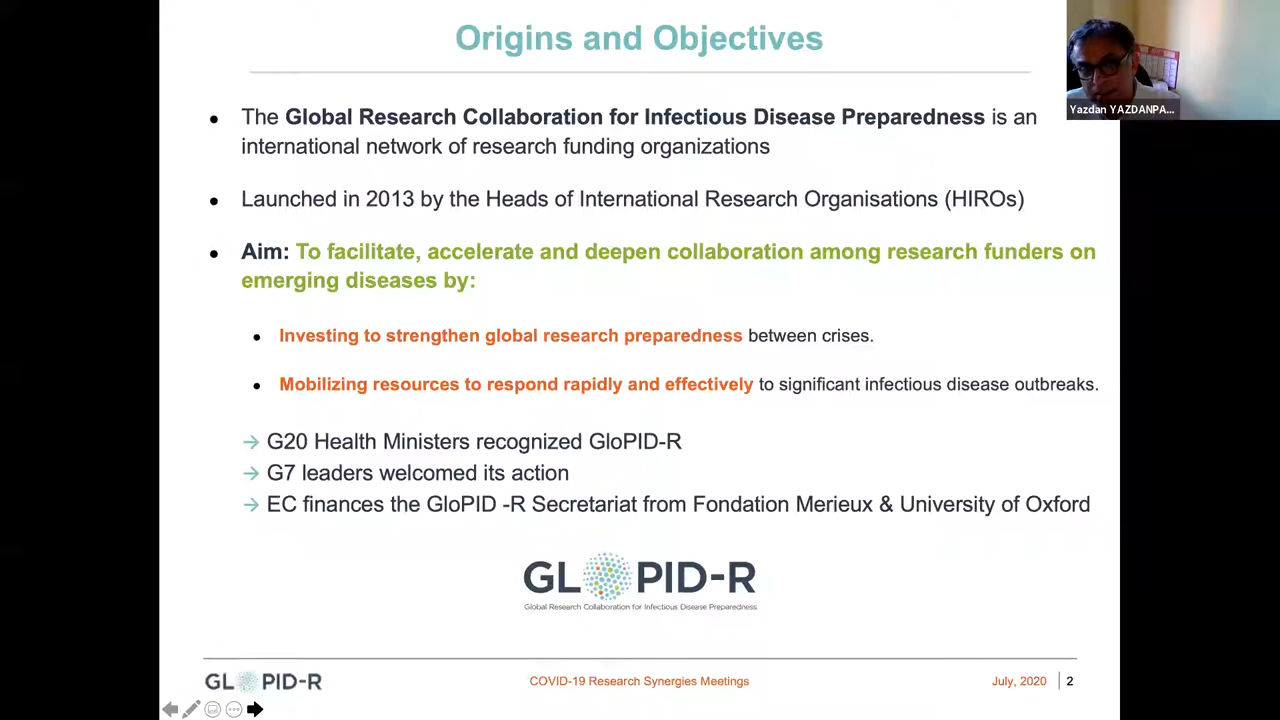 Origins and Objectives
Yazdan YAZDANPA...
The Global Research Collaboration for Infectious Disease Preparedness is an
international network of research funding organizations
Launched in 2013 by the Heads of International Research Organisations (HIROs)
Aim: To facilitate, accelerate and deepen collaboration among research funders on
emerging diseases by:
Investing to strengthen global research preparedness between crises.
Mobilizing resources to respond rapidly and effectively to significant infectious disease outbreaks.
→ G20 Health Ministers recognized GloPID-R
→ G7 leaders welcomed its action
→ EC finances the GloPID -R Secretariat from Fondation Merieux & University of Oxford
GLOPID-R
Global Research Collaboration for Infectious Disease Preparedness
GLOPID-R
COVID-19 Research Synergies Meetings
July, 2020 | 2